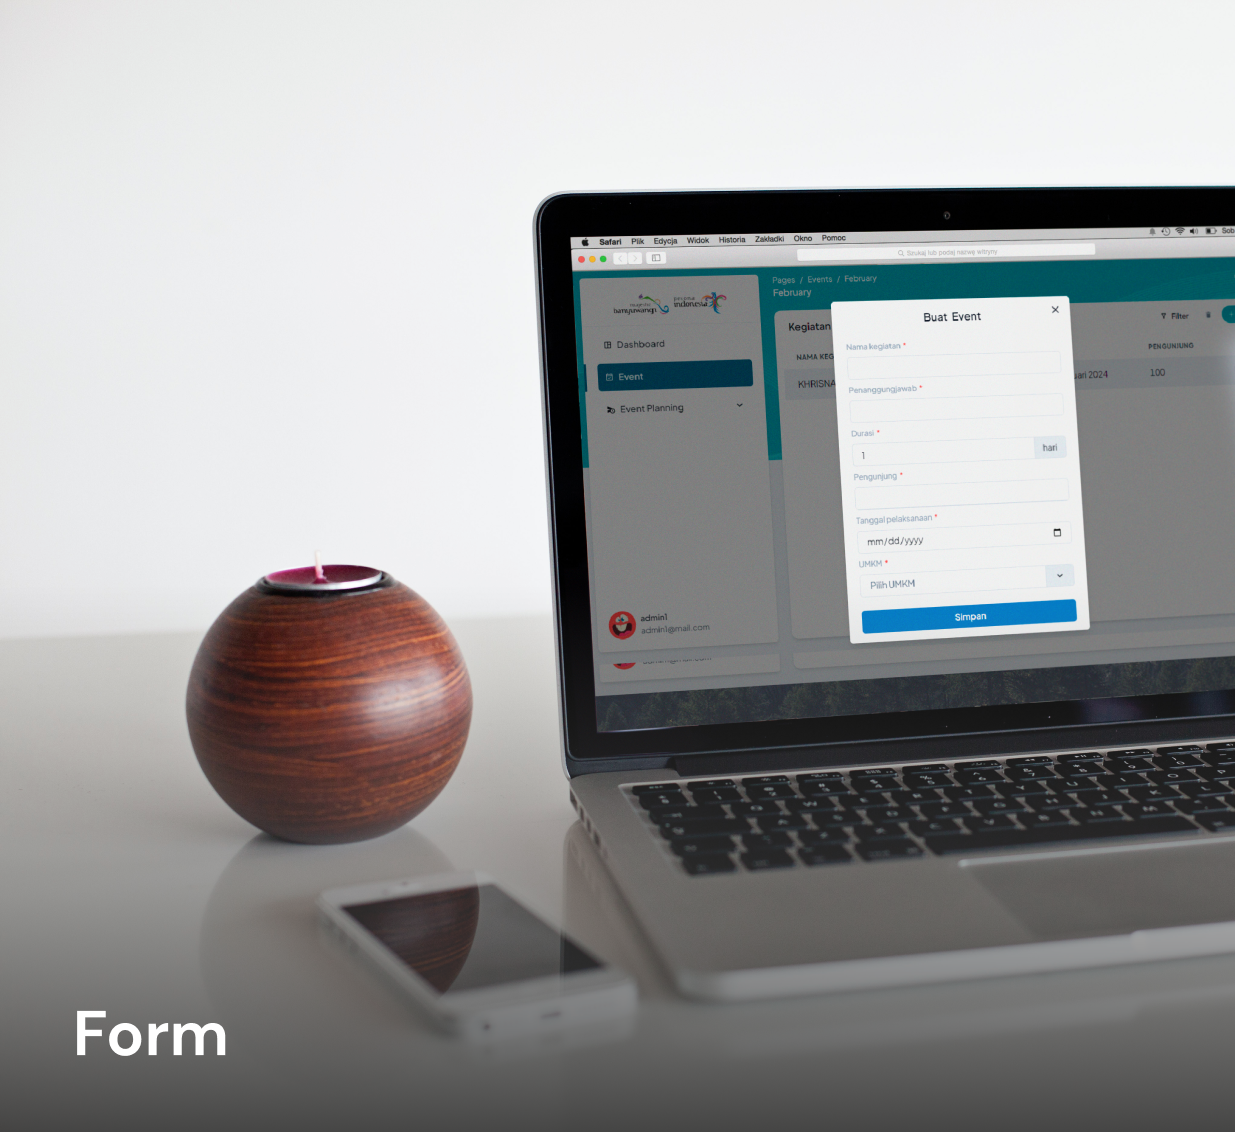 Safari Plik Edycja Widok Historia Zakładki Okno Pomoc
Szukaj lub podaj nazwę witryny
banyuwangi
indonesia
Dashboard
Event
Event Planning
admin1
admin1@mail.com
Pages / Events / February
February
Kegiatan
Filter
NAMA KEG
PENGUNJUNG
KHRISNA
uari 2024
100
Buat Event
Nama kegiatan *
Penanggungjawab *
Durasi *
1 hari
Pengunjung *
Tanggal pelaksanaan *
mm/dd/yyyy
UMKM *
Pilih UMKM
Simpan
Form